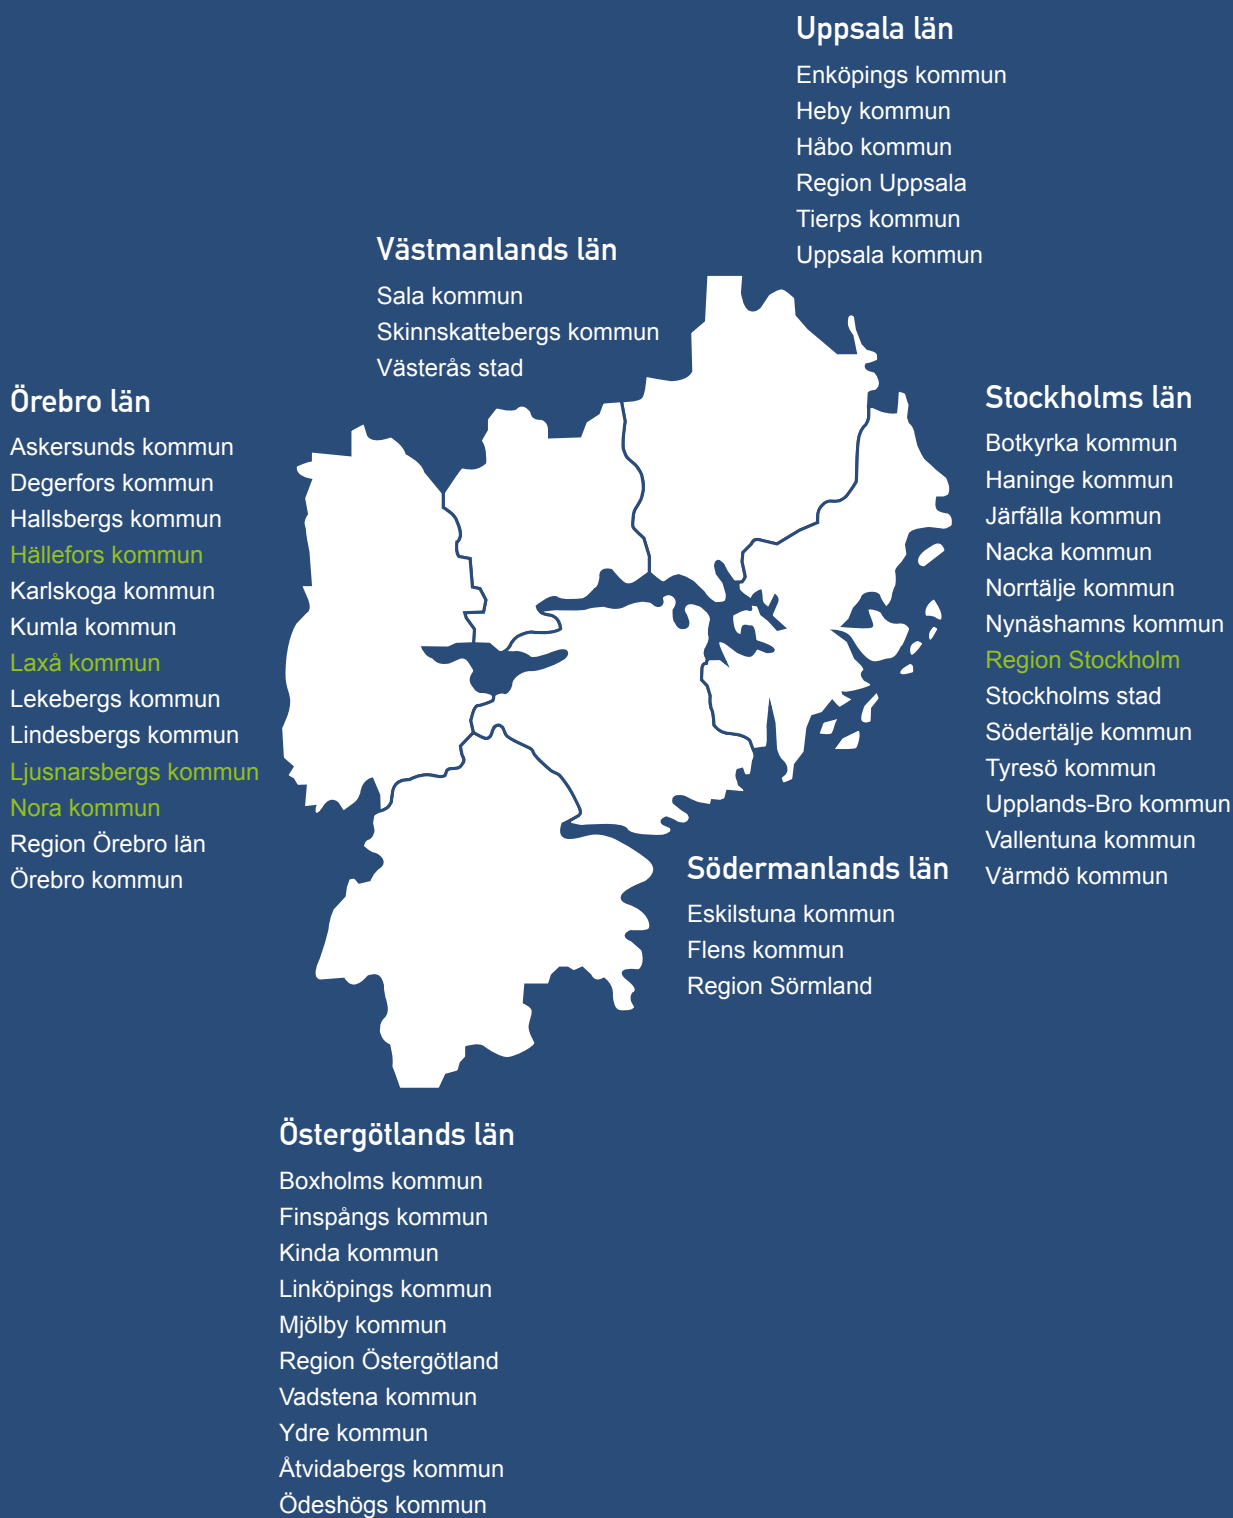 Uppsala län
Enköpings kommun
Heby kommun
Håbo kommun
Region Uppsala
Tierps kommun
Uppsala kommun
Västmanlands län
Sala kommun
Skinnskattebergs kommun
Västerås stad
Örebro län
Askersunds kommun
Degerfors kommun
Hallsbergs kommun
Hällefors kommun
Karlskoga kommun
Kumla kommun
Laxå kommun
Lekebergs kommun
Lindesbergs kommun
Ljusnarsbergs kommun
Nora kommun
Region Örebro län
Örebro kommun
Stockholms län
Botkyrka kommun
Haninge kommun
Järfälla kommun
Nacka kommun
Norrtälje kommun
Nynäshamns kommun
Region Stockholm
Stockholms stad
Södertälje kommun
Tyresö kommun
Upplands-Bro kommun
Vallentuna kommun
Värmdö kommun
Södermanlands län
Eskilstuna kommun
Flens kommun
Region Sörmland
Östergötlands län
Boxholms kommun
Finspångs kommun
Kinda kommun
Linköpings kommun
Mjölby kommun
Region Östergötland
Vadstena kommun
Ydre kommun
Åtvidabergs kommun
Ödeshögs kommun